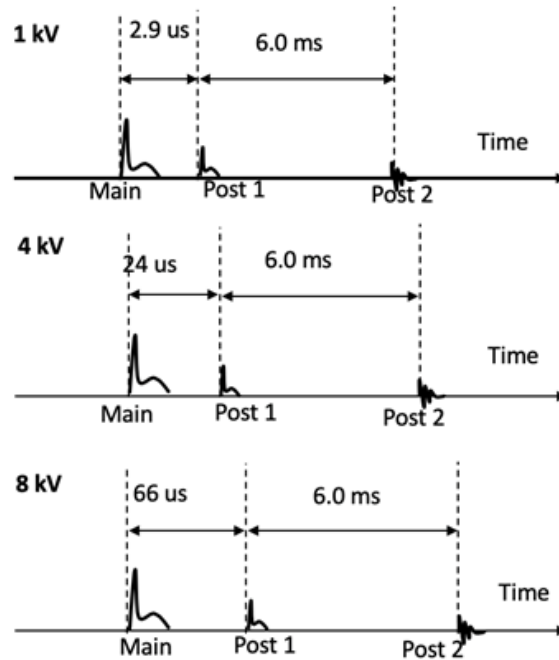 1 kV
2.9 us
6.0 ms
Time
Main
Post 1
Post 2
4 kV
24 us
6.0 ms
Time
Main
Post 1
Post 2
8 kV
66 us
6.0 ms
Time
Main
Post 1
Post 2